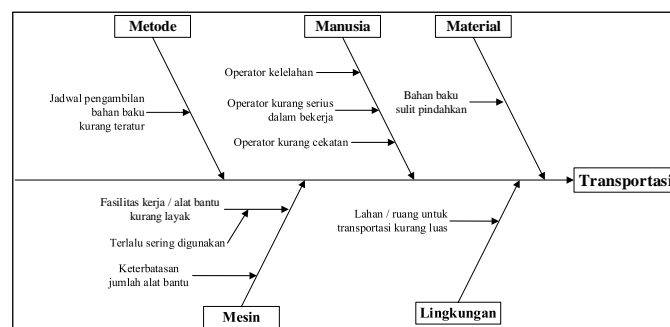 Metode
Manusia
Material
Operator kelelahan
Jadwal pengambilan
bahan baku
kurang teratur
Operator kurang serius
dalam bekerja
Operator kurang cekatan
Bahan baku
sulit pindahkan
Transportasi
Fasilitas kerja / alat bantu
kurang layak
Terlalu sering digunakan
Keterbatasan
jumlah alat bantu
Lahan / ruang untuk
transportasi kurang luas
Mesin
Lingkungan